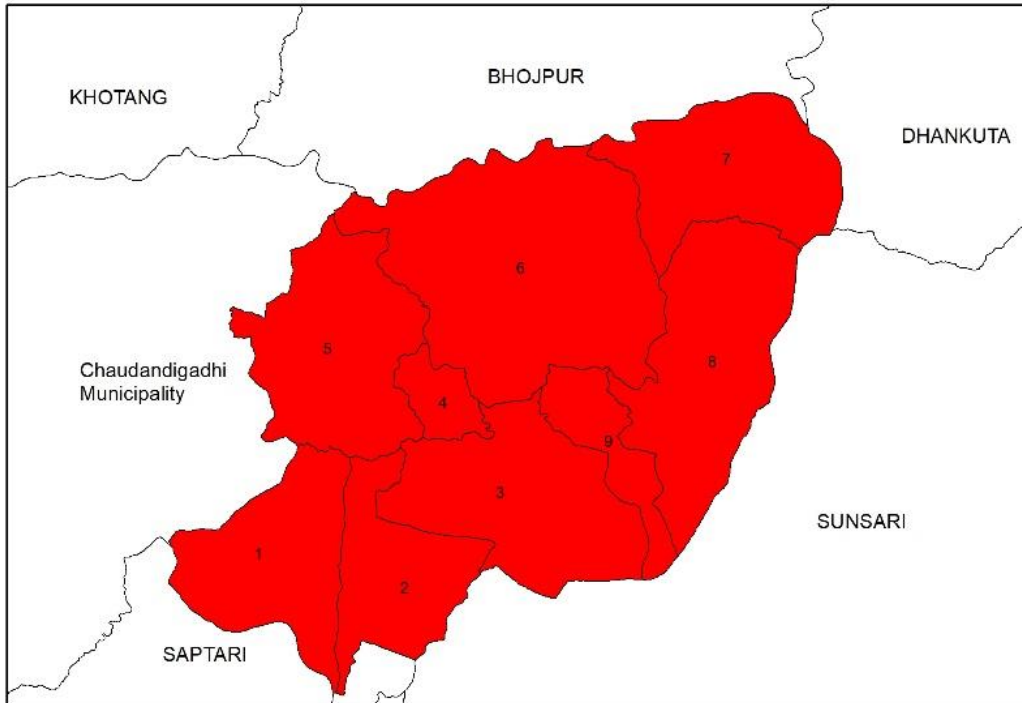 BHOJPUR
KHOTANG
DHANKUTA
7
6
5
8
Chaudandigadhi
Municipality
4
9
3
SUNSARI
1
2
SAPTARI